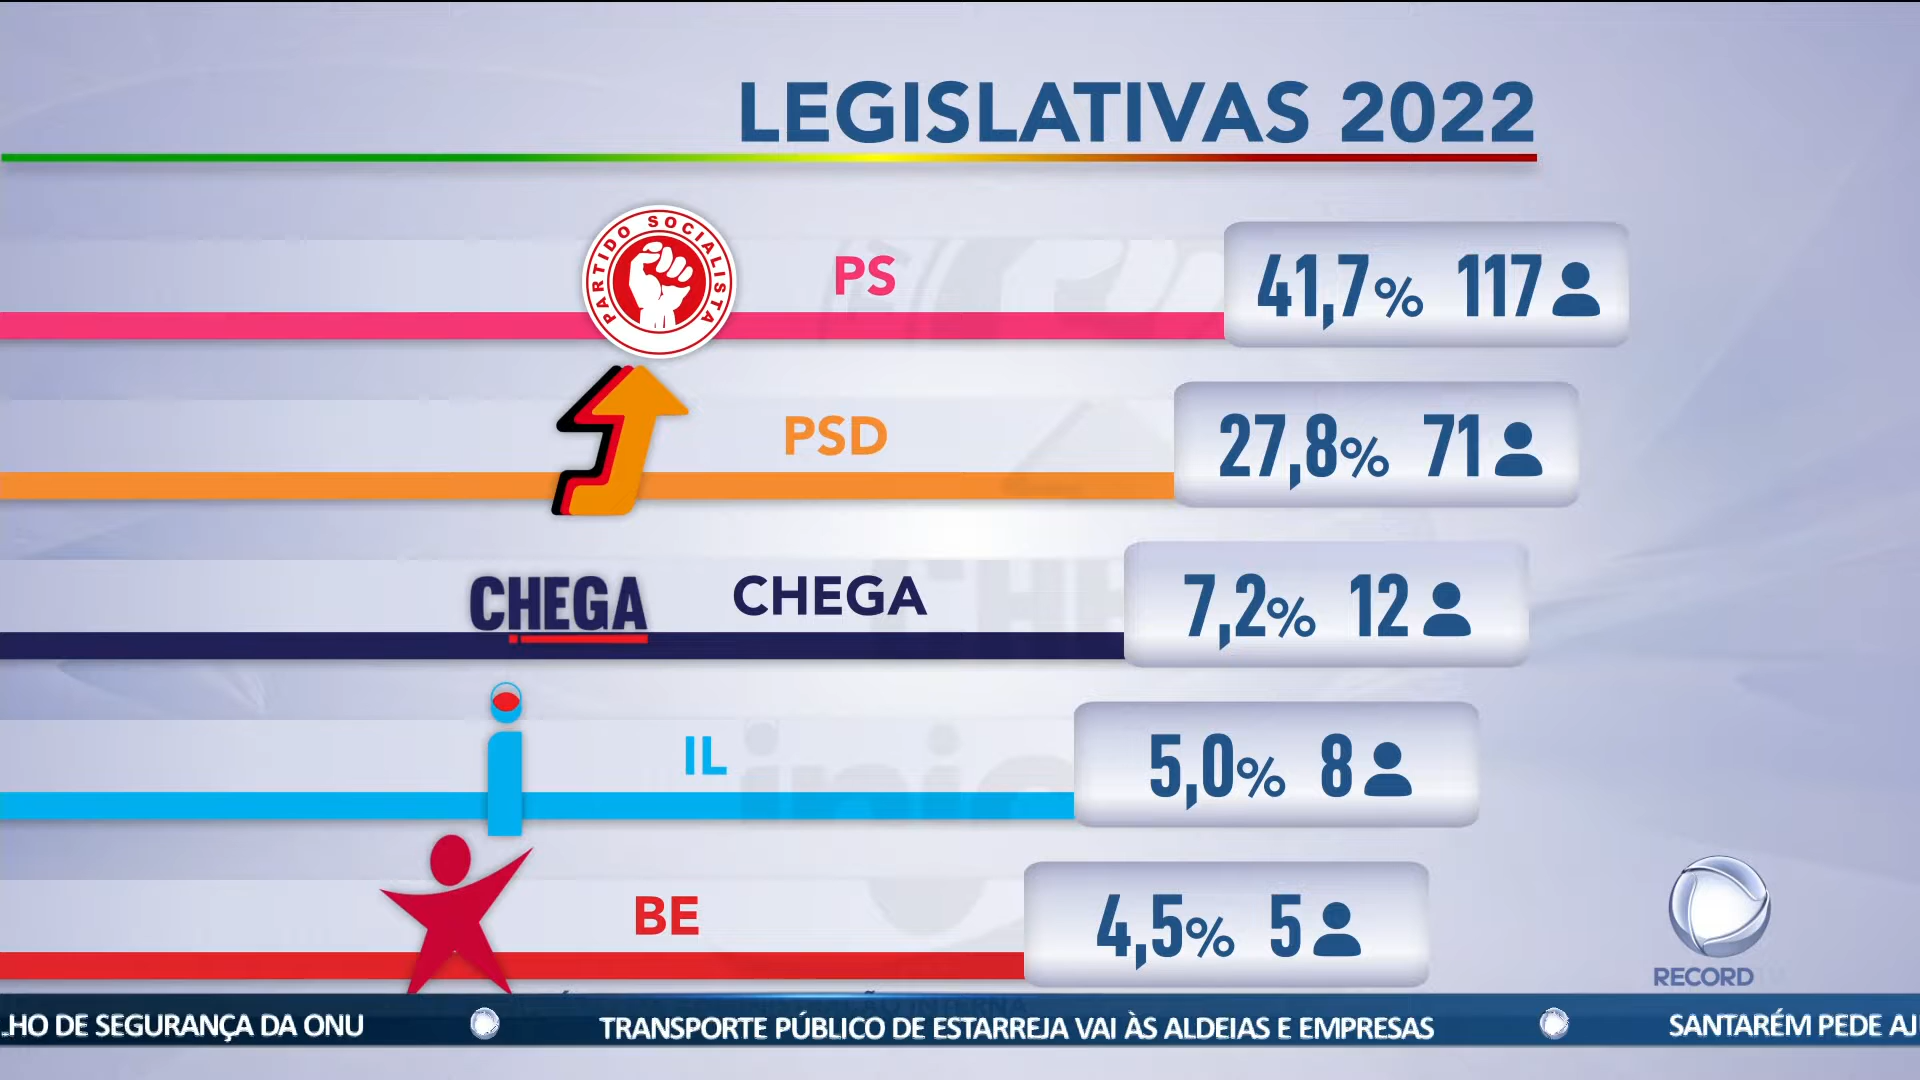 LEGISLATIVAS 2022
PARTIDO SOCIALISTA
PS
41,7% 117
PSD
27,8% 71
CHEGA
CHEGA
7,2% 12
IL
5,0% 8
BE
4,5% 5
RECORD
LHO DE SEGURANÇA DA ONU
TRANSPORTE PÚBLICO DE ESTARREJA VAI ÀS ALDEIAS E EMPRESAS
SANTARÉM PEDE AJ